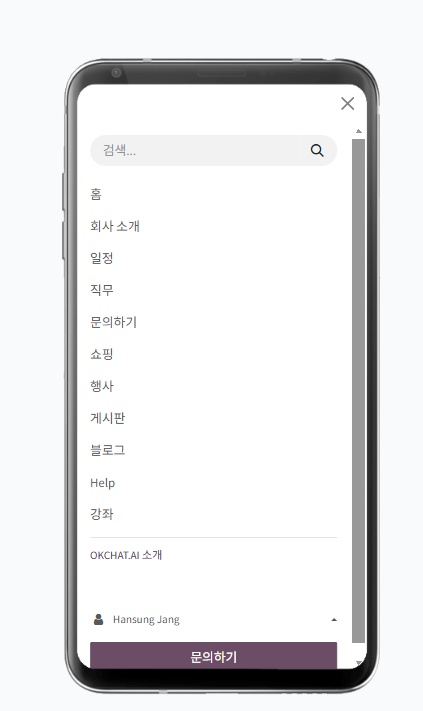 검색...
홈
회사 소개
일정
직무
문의하기
쇼핑
행사
게시판
블로그
Help
강좌
OKCHAT.AI 소개
Hansung Jang
문의하기